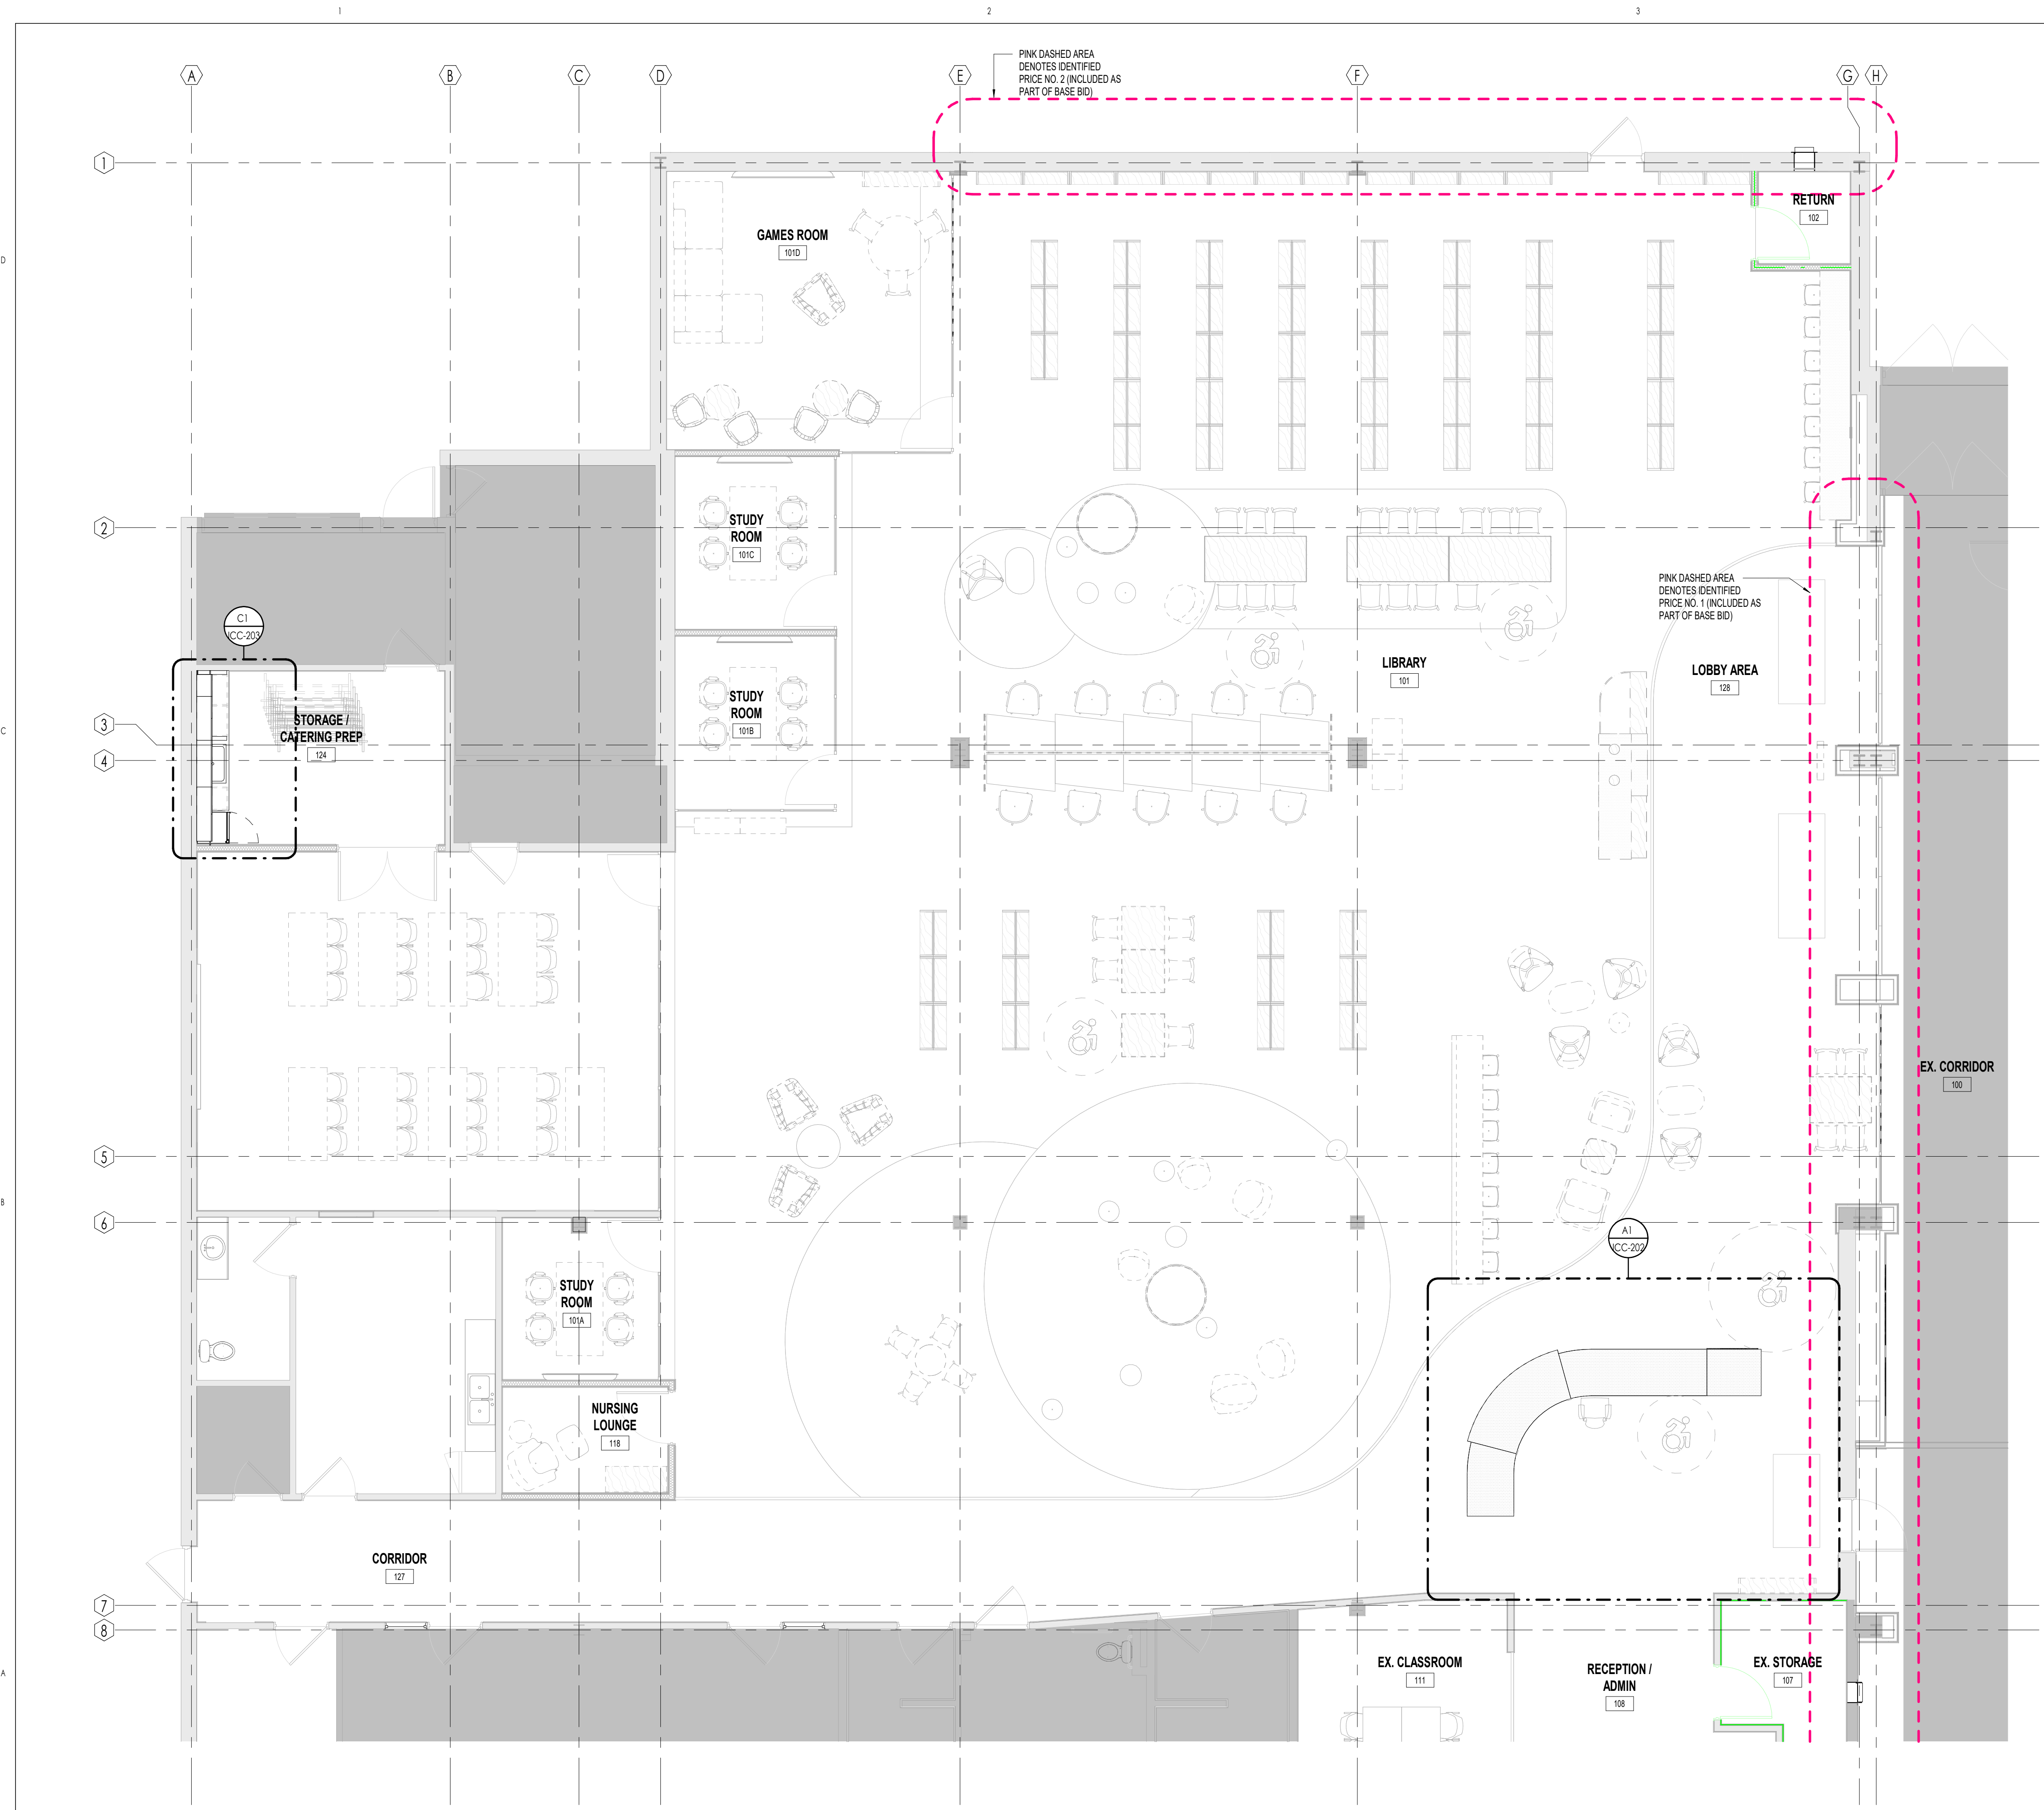 1
2
3
PINK DASHED AREA
DENOTES IDENTIFIED
PRICE NO. 2 (INCLUDED AS
PART OF BASE BID)
A
B
C
D
E
F
G
H
1
RETURN
102
GAMES ROOM
101D
D
STUDY
ROOM
101C
2
PINK DASHED AREA
DENOTES IDENTIFIED
PRICE NO. 1 (INCLUDED AS
PART OF BASE BID)
C1
ICC-203
LIBRARY
101
LOBBY AREA
128
STUDY
ROOM
101B
STORAGE /
CATERING PREP
124
3
C
4
EX. CORRIDOR
100
5
B
6
A1
ICC-202
STUDY
ROOM
101A
NURSING
LOUNGE
118
CORRIDOR
127
7
8
A
EX. CLASSROOM
111
RECEPTION /
ADMIN
108
EX. STORAGE
107